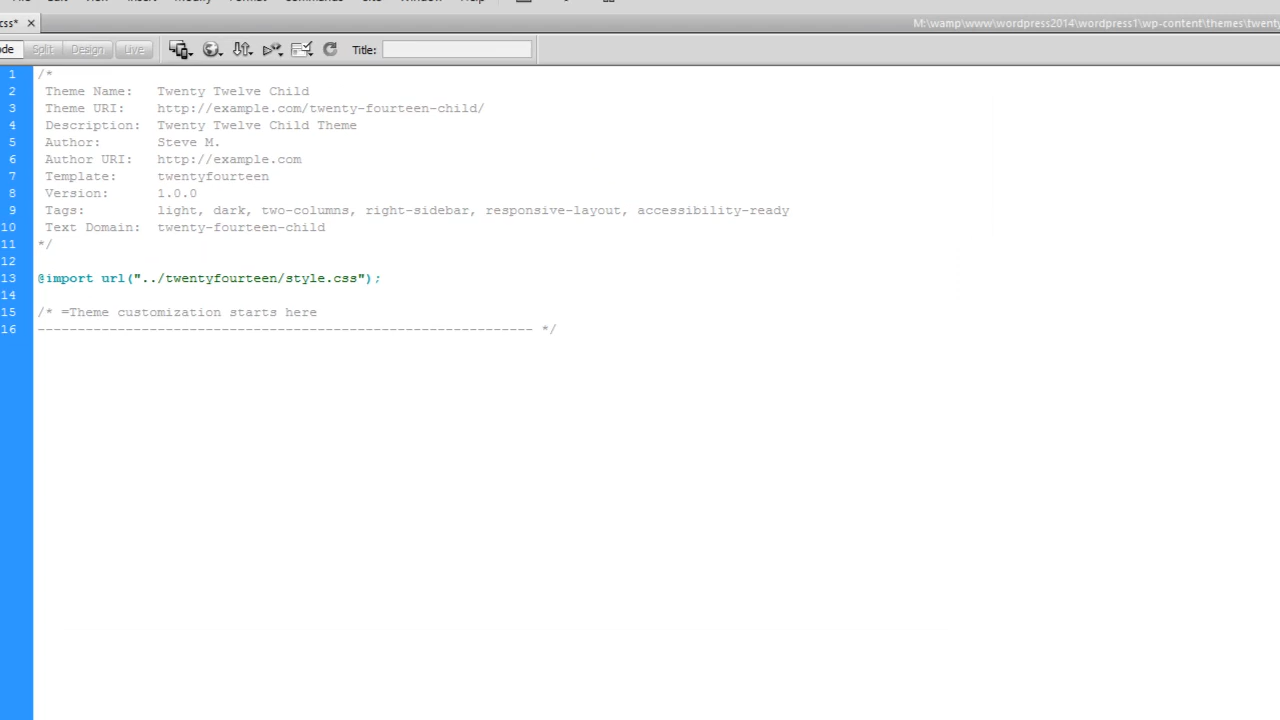 css* ×
M:\wamp\www\wordpress2014\wordpress1\wp-content\themes\twenty
Split Design Live Title:
1 /*
2 Theme Name: Twenty Twelve Child
3 Theme URI: http://example.com/twenty-fourteen-child/
4 Description: Twenty Twelve Child Theme
5 Author: Steve M.
6 Author URI: http://example.com
7 Template: twentyfourteen
8 Version: 1.0.0
9 Tags: light, dark, two-columns, right-sidebar, responsive-layout, accessibility-ready
10 Text Domain: twenty-fourteen-child
11 */
12
13 @import url("../twentyfourteen/style.css");
14
15 /* =Theme customization starts here
16 -------------------------------------------------------------- */